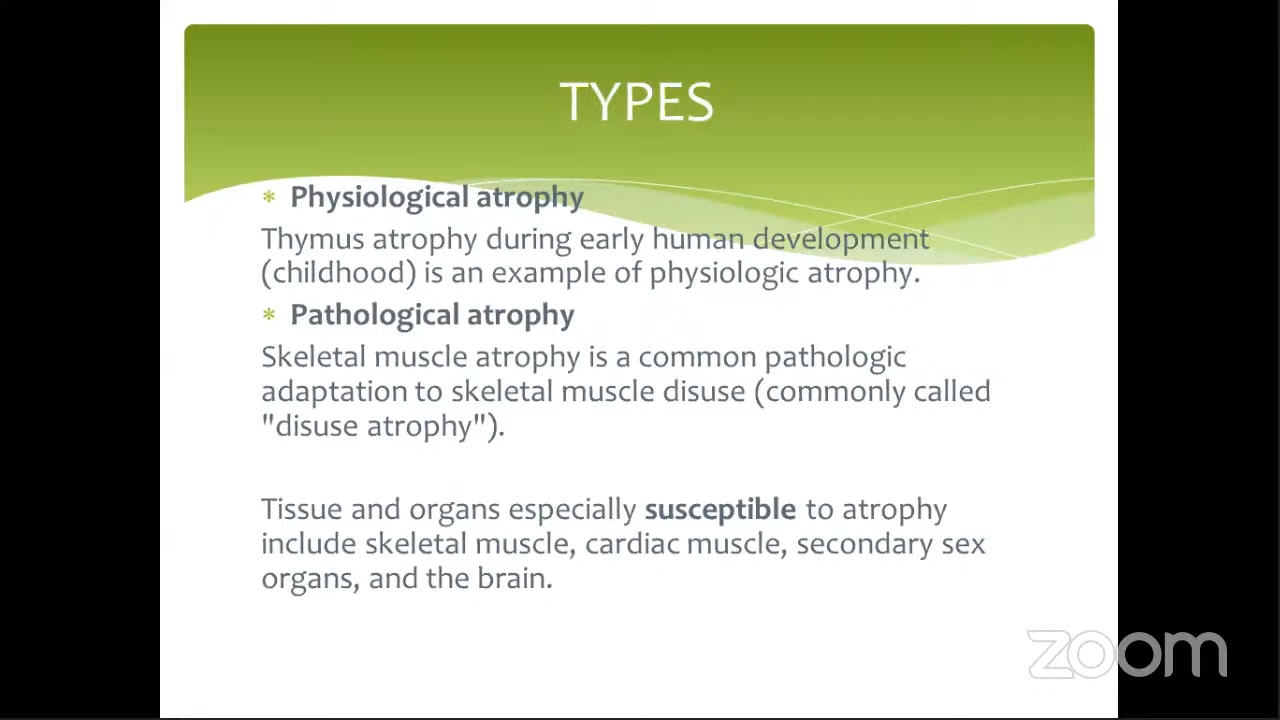 TYPES
* Physiological atrophy
Thymus atrophy during early human development
(childhood) is an example of physiologic atrophy.
* Pathological atrophy
Skeletal muscle atrophy is a common pathologic
adaptation to skeletal muscle disuse (commonly called
"disuse atrophy").
Tissue and organs especially susceptible to atrophy
include skeletal muscle, cardiac muscle, secondary sex
organs, and the brain.
zoom